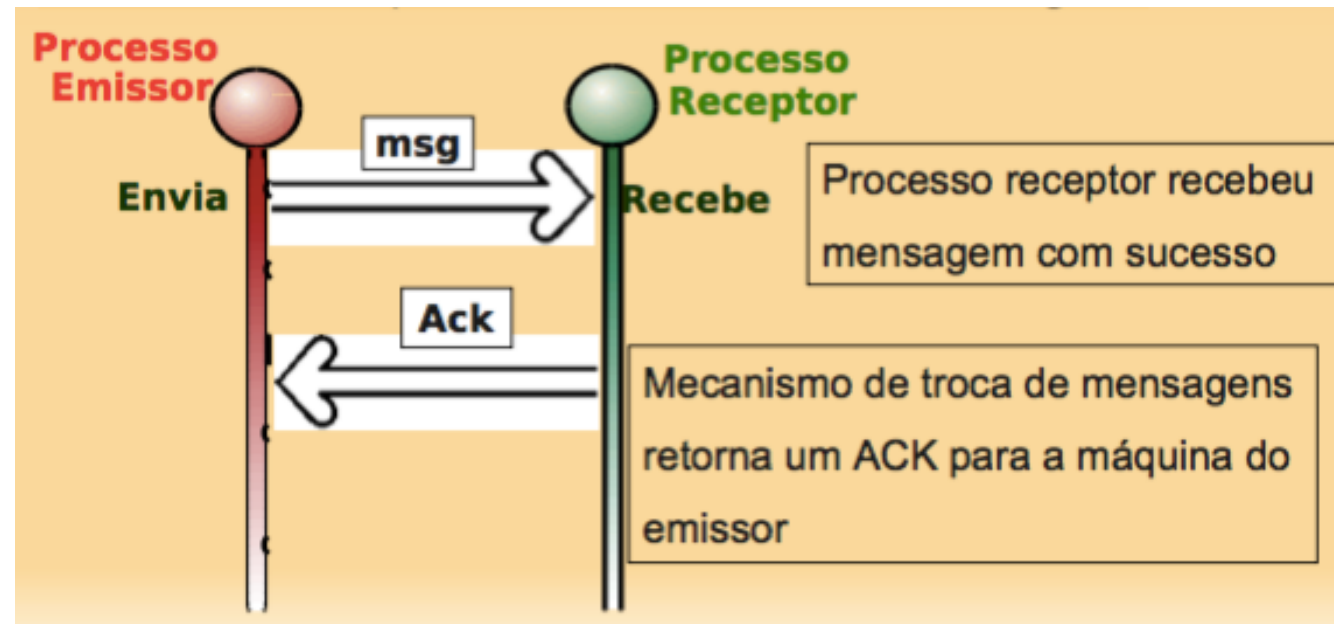 Processo
Emissor
Processo
Receptor
msg
Envia
Recebe
Processo receptor recebeu
mensagem com sucesso
Ack
Mecanismo de troca de mensagens
retorna um ACK para a máquina do
emissor